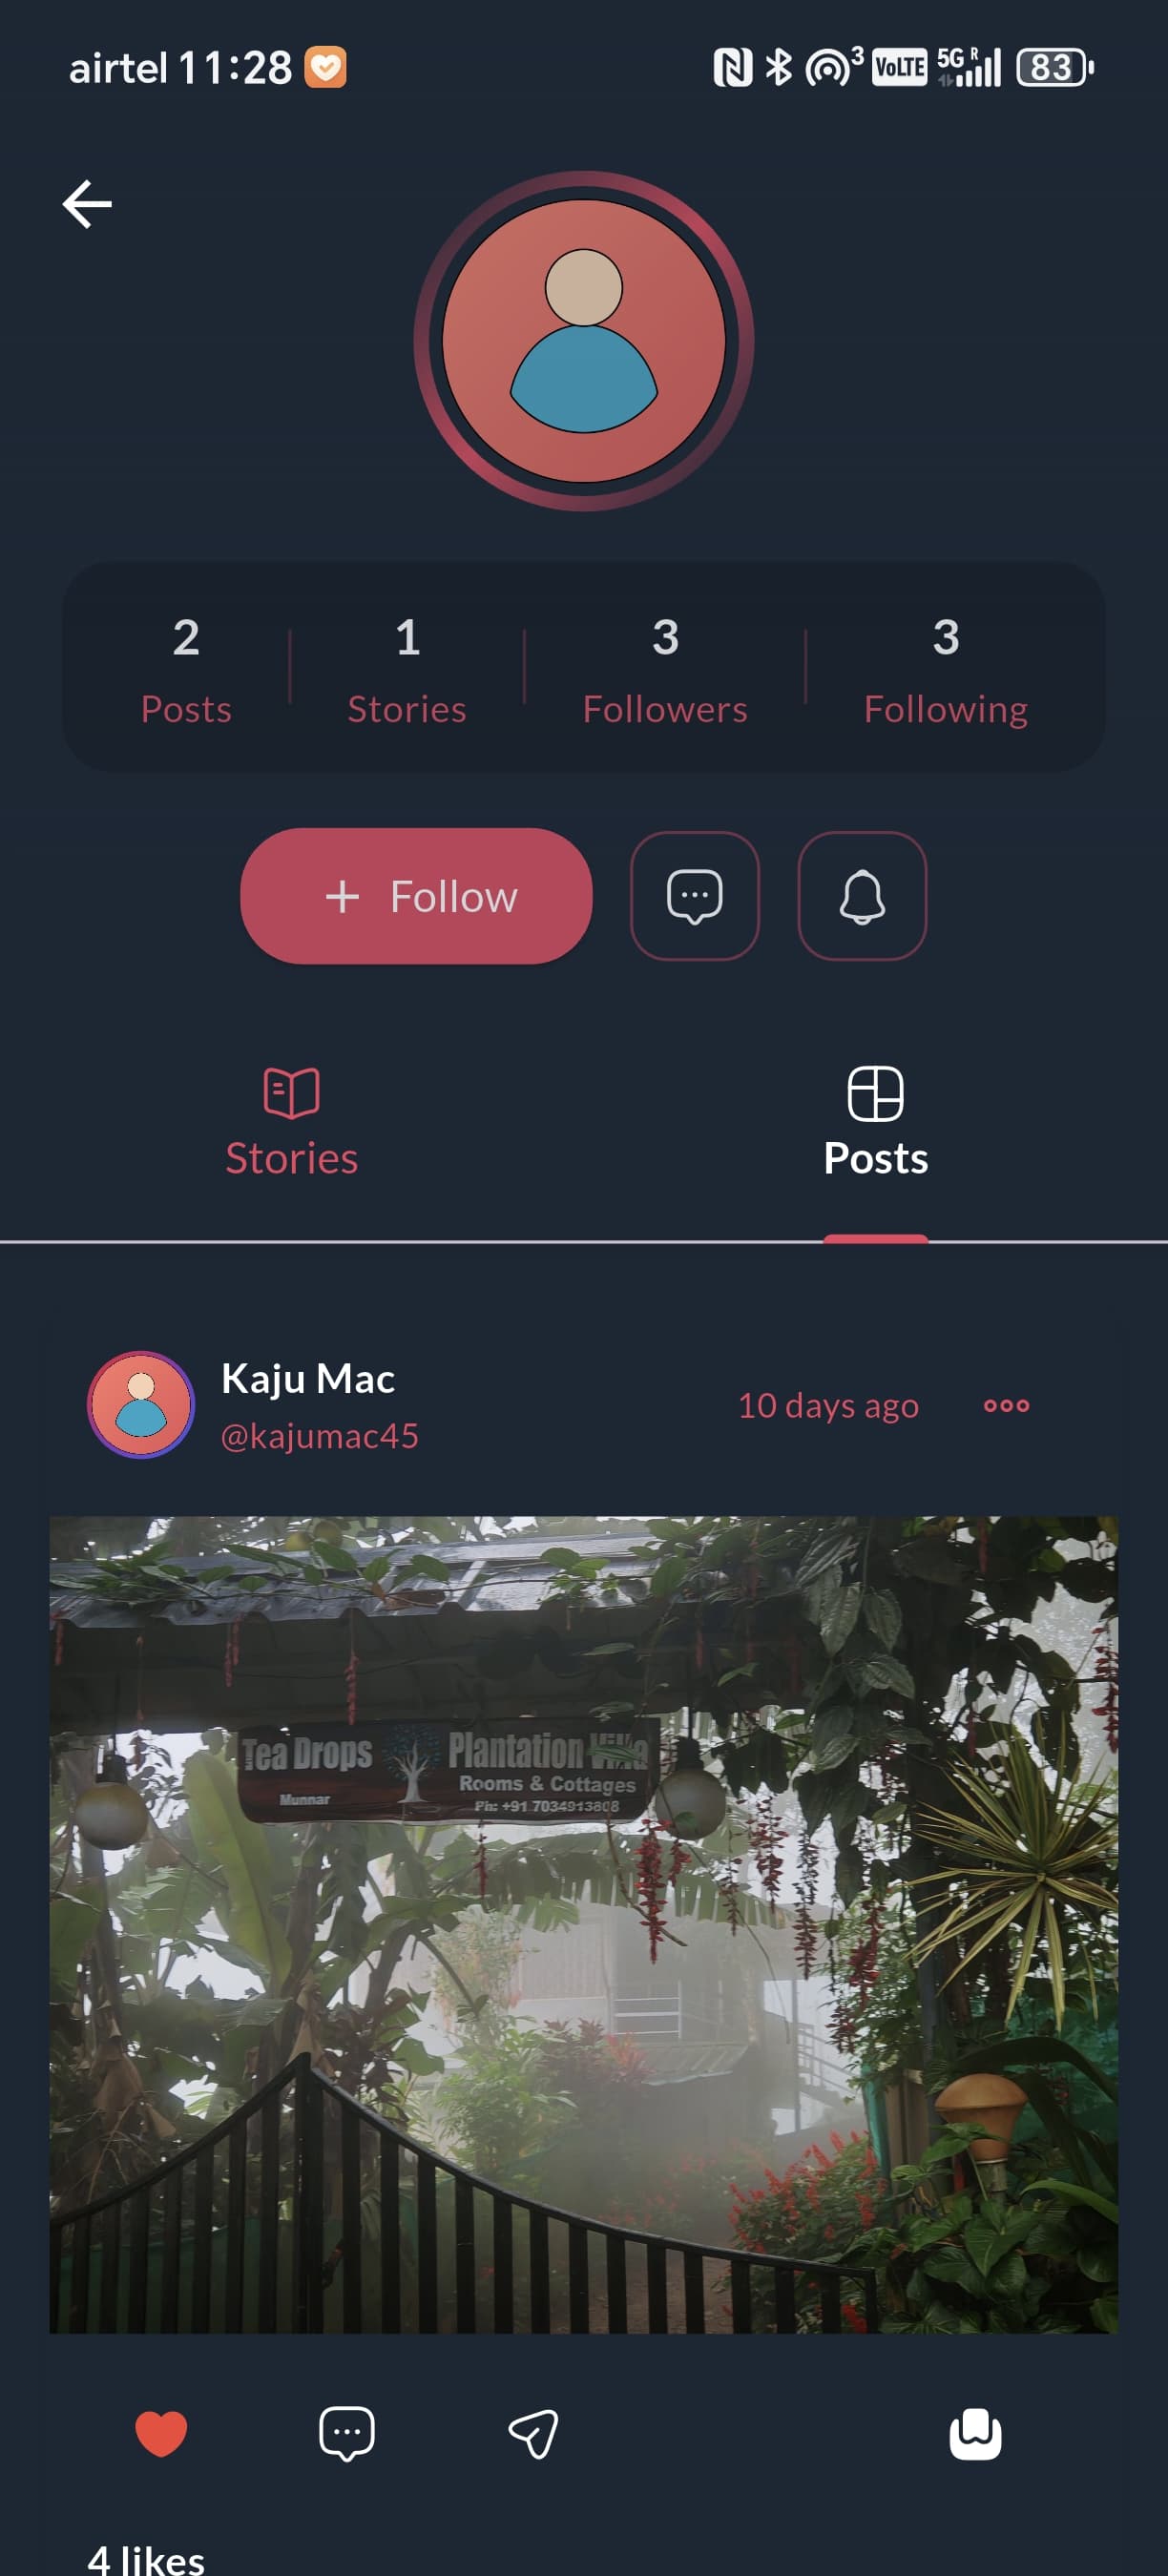 airtel 11:28
3 VoLTE 5G R 83
2 1 3 3
Posts Stories Followers Following
+ Follow
Stories Posts
Kaju Mac
@kajumac45
10 days ago
Tea Drops Plantation Villa
Rooms & Cottages
Munnar Ph: +91 7034913808
4 likes